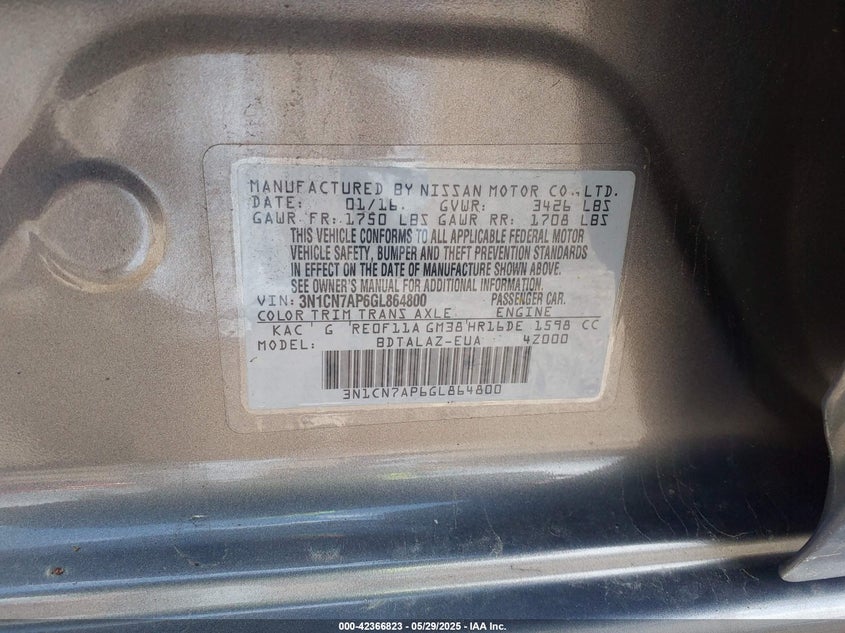 MANUFACTURED BY NISSAN MOTOR CO., LTD.
DATE: 01/16. GVWR: 3426 LBS
GAWR FR: 1750 LBS GAWR RR: 1708 LBS
THIS VEHICLE CONFORMS TO ALL APPLICABLE FEDERAL MOTOR
VEHICLE SAFETY, BUMPER AND THEFT PREVENTION STANDARDS
IN EFFECT ON THE DATE OF MANUFACTURE SHOWN ABOVE.
SEE OWNER'S MANUAL FOR ADDITIONAL INFORMATION.
VIN: 3N1CN7AP6GL864800 PASSENGER CAR.
COLOR TRIM TRANS AXLE ENGINE
KAC ' G 'RE0F11A GM38'HR16DE 1598 CC
MODEL: BDTALAZ-EUA 4Z000
3N1CN7AP6GL864800
000-42366823 - 05/29/2025 - IAA Inc.